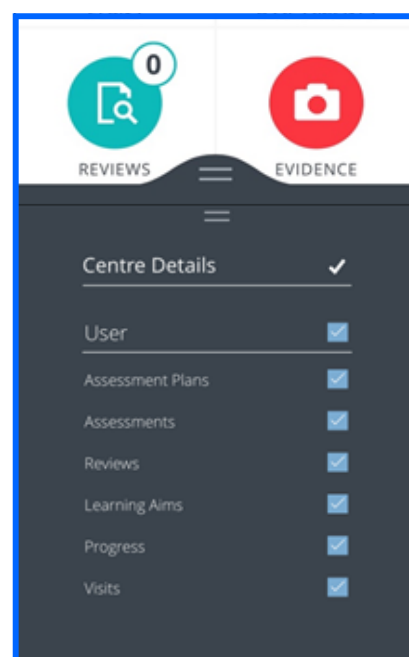 0
REVIEWS
EVIDENCE
Centre Details
User
Assessment Plans
Assessments
Reviews
Learning Aims
Progress
Visits